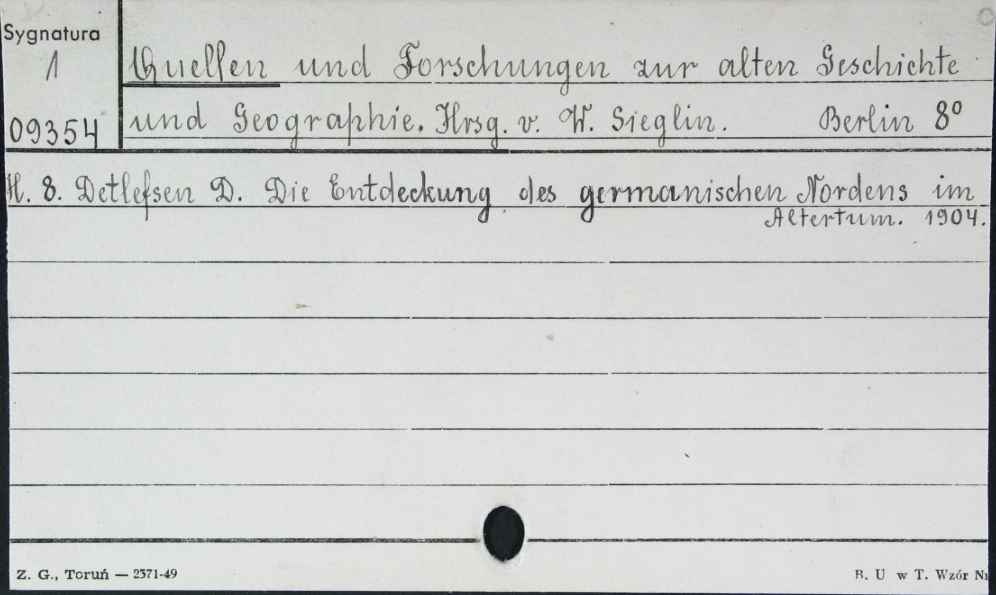 Sygnatura
1
09354
Quellen und Forschungen zur alten Geschichte
und Geographie. Hrsg. v. W. Sieglin. Berlin 8°
H. 8. Detlefsen D. Die Entdeckung des germanischen Nordens im
Altertum. 1904.
Z. G., Toruń — 2371-49
B. U w T. Wzór Nr